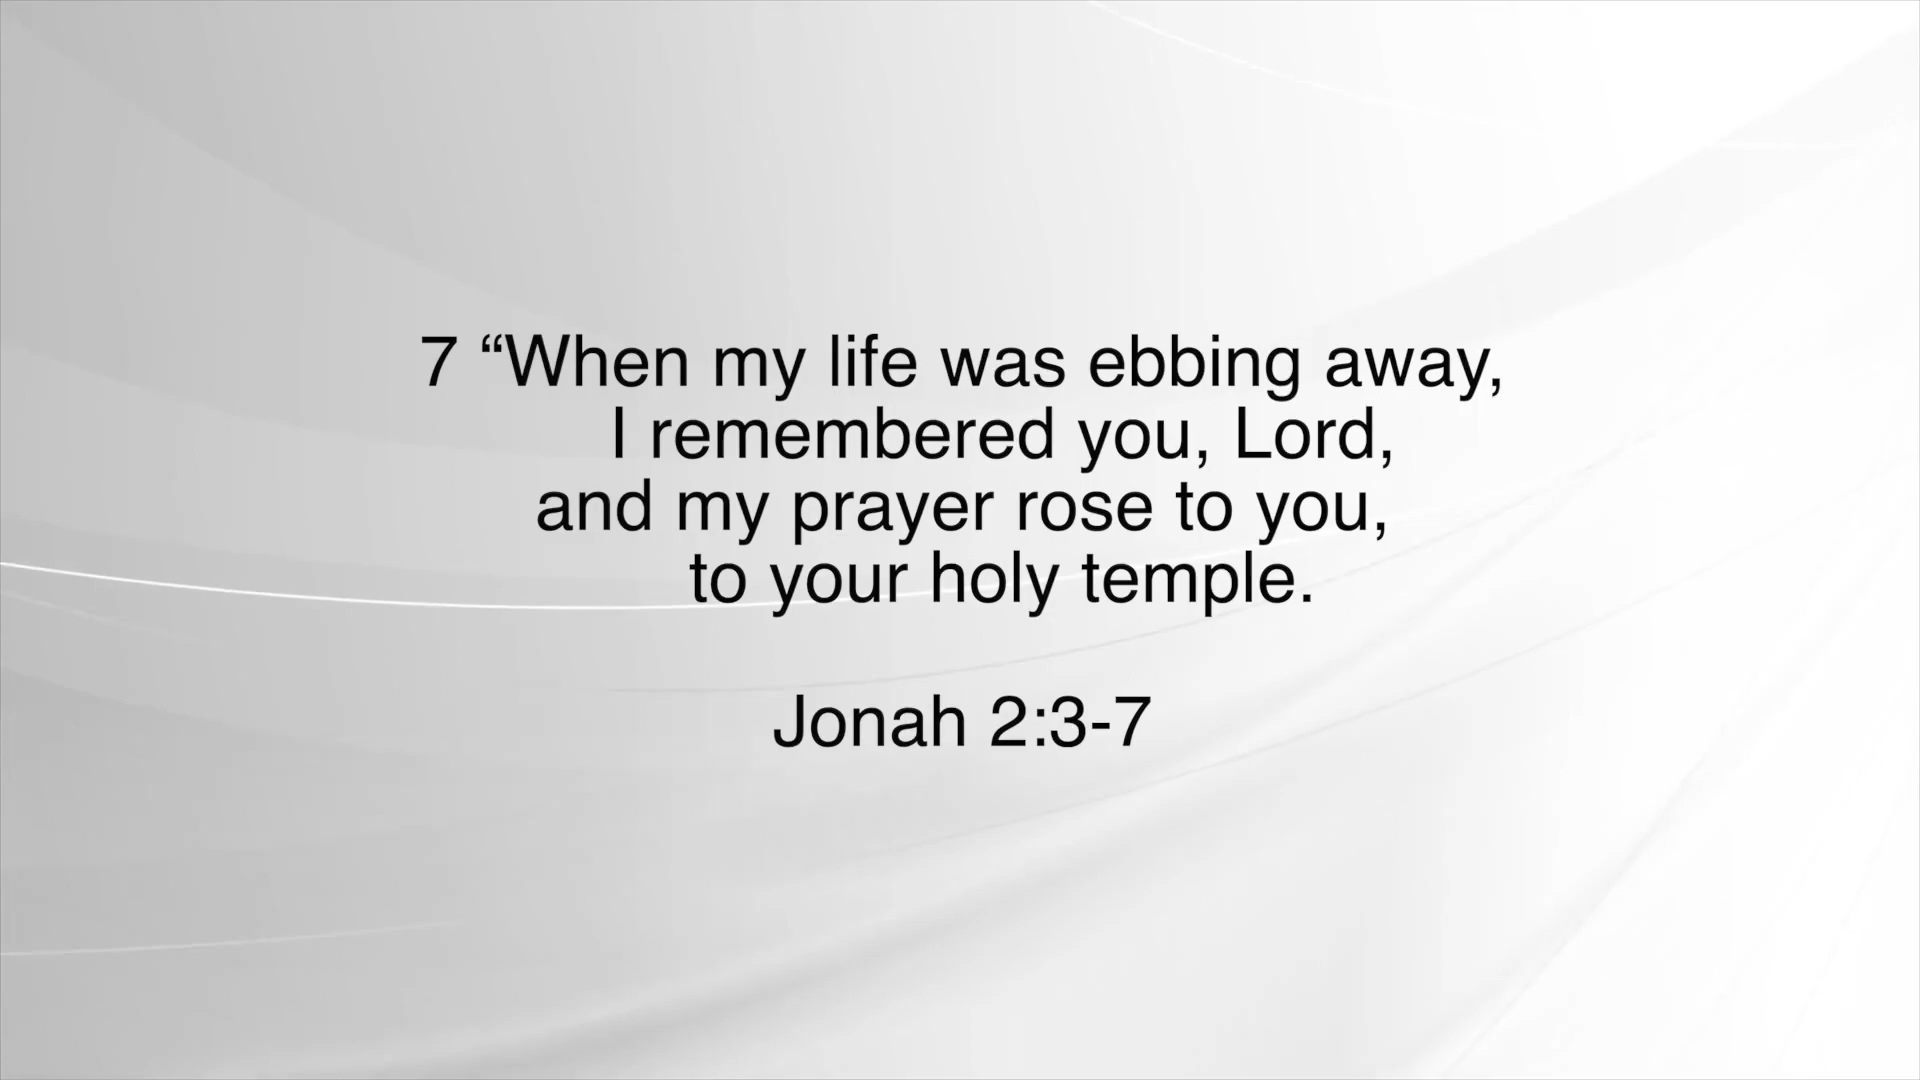 7 “When my life was ebbing away,
I remembered you, Lord,
and my prayer rose to you,
to your holy temple.
Jonah 2:3-7